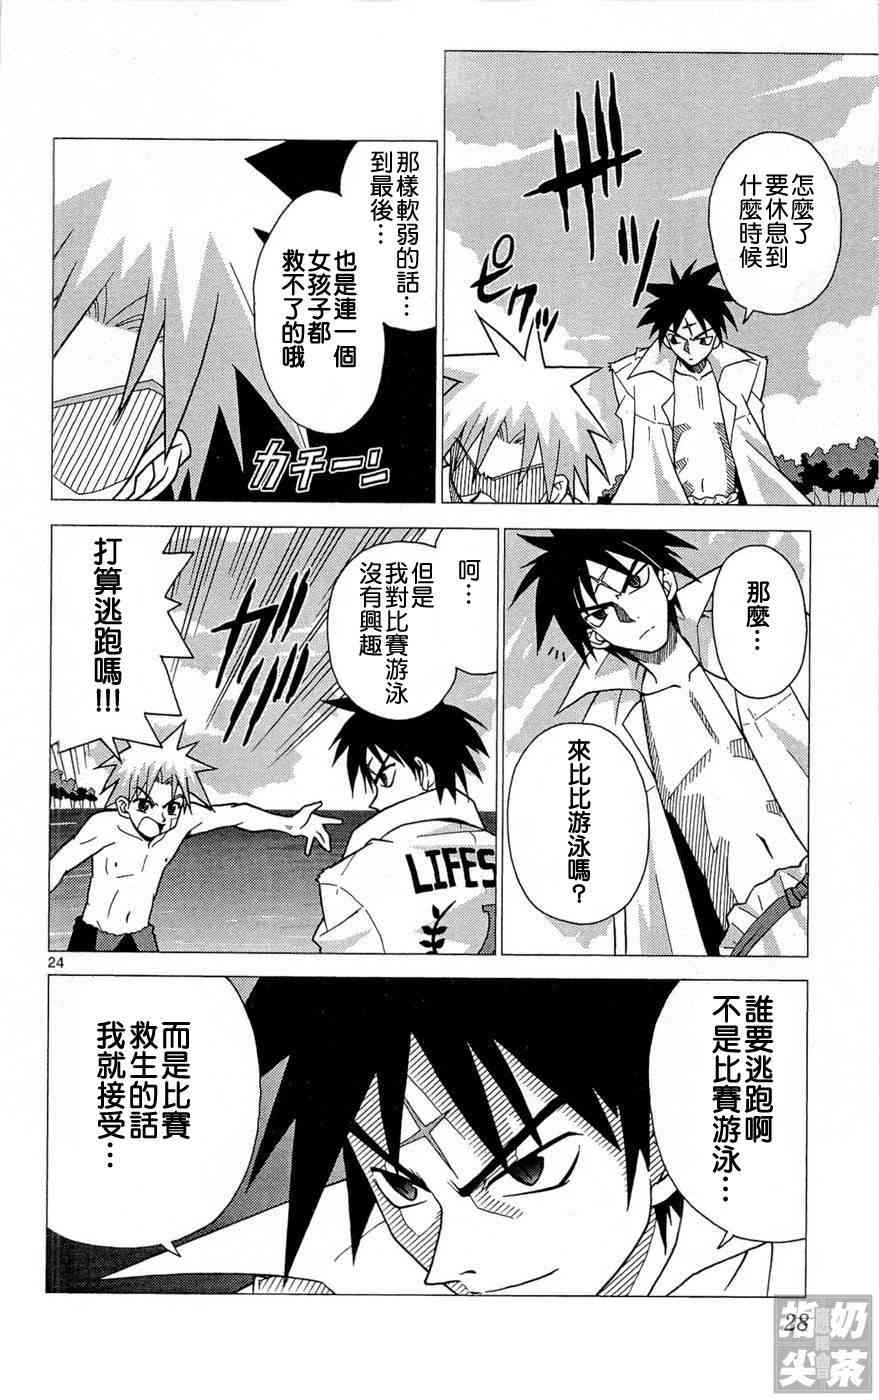 怎麼了
要休息到
什麼時候
ピク
那樣軟弱的話…
到最後…
也是連一個
女孩子都
救不了的哦
カチーン
那麼…
來比比游泳嗎？
呵…
但是
我對比賽游泳
沒有興趣
打算逃跑嗎!!!
LIFES
24
誰要逃跑啊
不是比賽游泳…
而是比賽
救生的話
我就接受…
28
指奶
尖茶